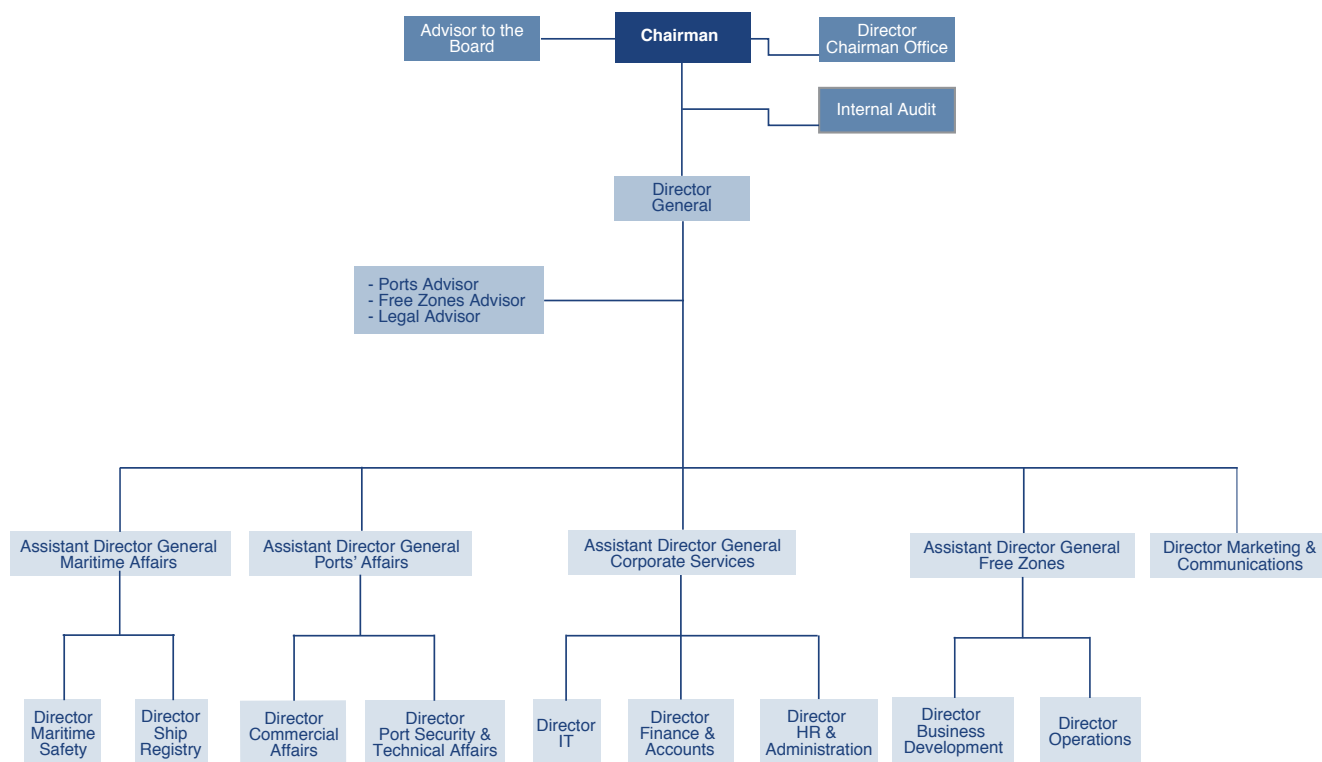 Advisor to the
Board
Chairman
Director
Chairman Office
Internal Audit
Director
General
- Ports Advisor
- Free Zones Advisor
- Legal Advisor
Assistant Director General
Maritime Affairs
Assistant Director General
Ports’ Affairs
Assistant Director General
Corporate Services
Assistant Director General
Free Zones
Director Marketing &
Communications
Director
Maritime
Safety
Director
Ship
Registry
Director
Commercial
Affairs
Director
Port Security &
Technical Affairs
Director
IT
Director
Finance &
Accounts
Director
HR &
Administration
Director
Business
Development
Director
Operations